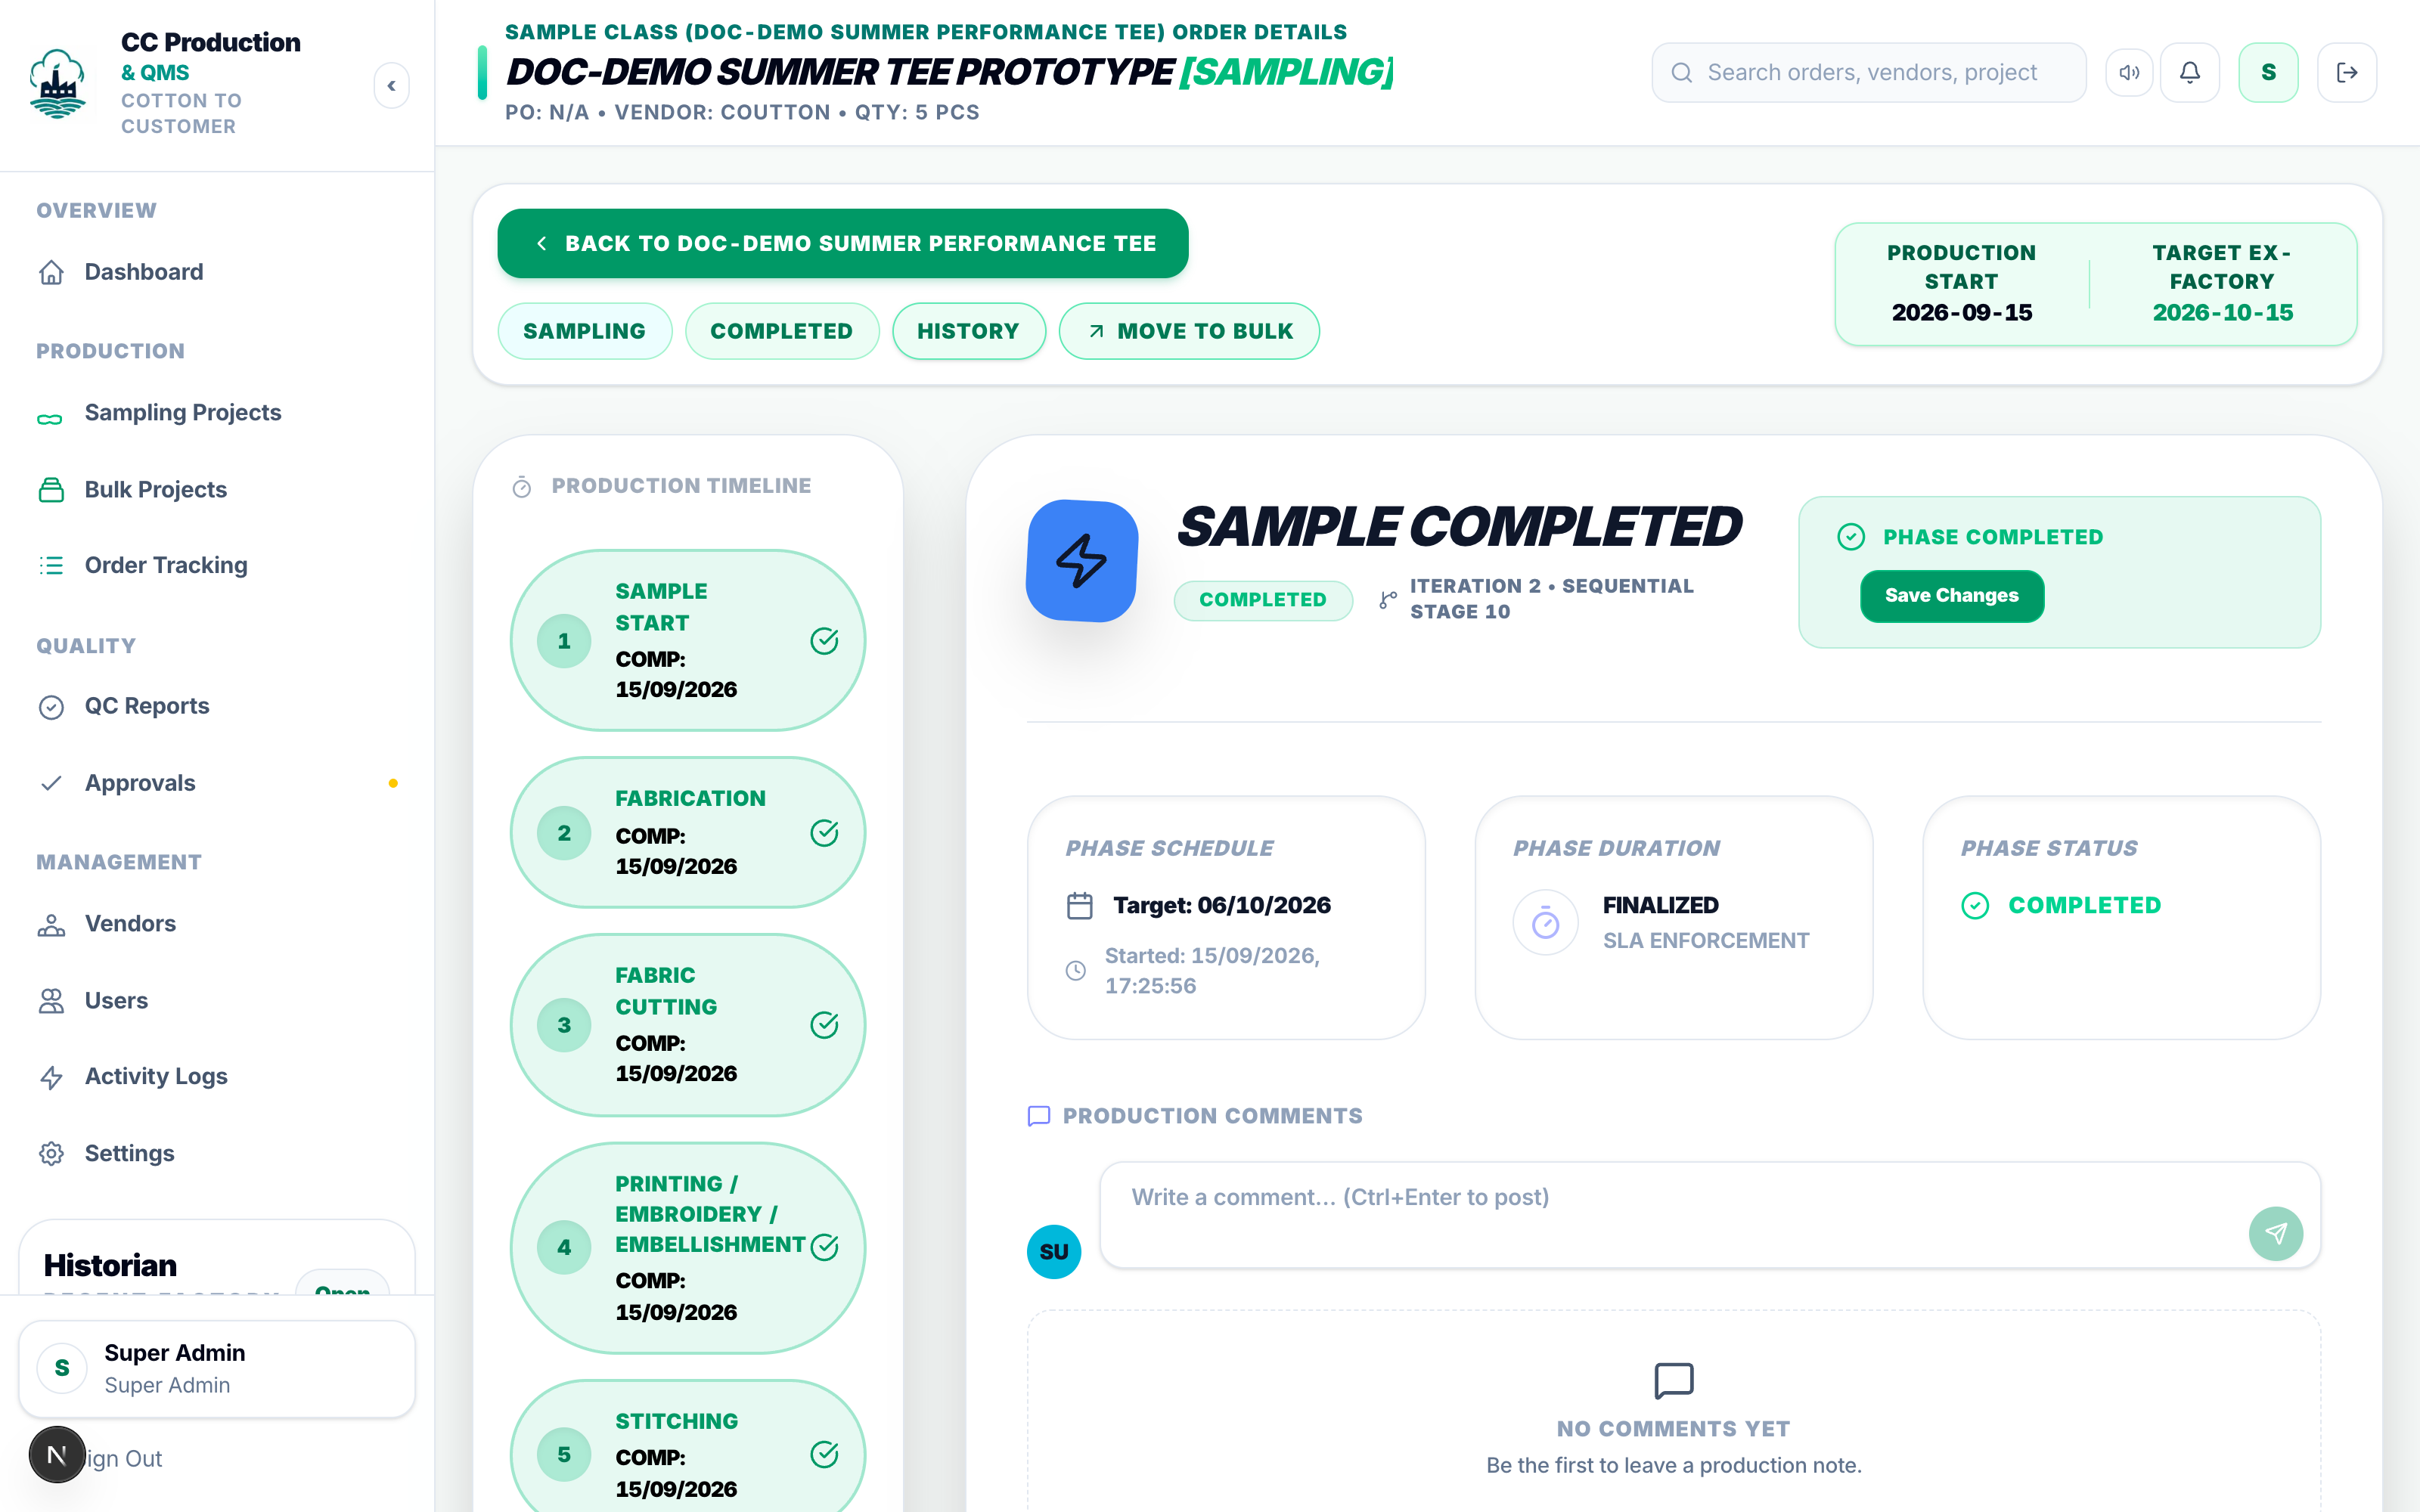 CC Production
& QMS
COTTON TO
CUSTOMER
‹
OVERVIEW
Dashboard
PRODUCTION
Sampling Projects
Bulk Projects
Order Tracking
QUALITY
QC Reports
Approvals
MANAGEMENT
Vendors
Users
Activity Logs
Settings
Historian
Open
S
Super Admin
Super Admin
N
ign Out
SAMPLE CLASS (DOC-DEMO SUMMER PERFORMANCE TEE) ORDER DETAILS
DOC-DEMO SUMMER TEE PROTOTYPE [SAMPLING]
PO: N/A • VENDOR: COUTTON • QTY: 5 PCS
Search orders, vendors, project
S
BACK TO DOC-DEMO SUMMER PERFORMANCE TEE
SAMPLING
COMPLETED
HISTORY
MOVE TO BULK
PRODUCTION
START
2026-09-15
TARGET EX-
FACTORY
2026-10-15
PRODUCTION TIMELINE
1
SAMPLE
START
COMP:
15/09/2026
2
FABRICATION
COMP:
15/09/2026
3
FABRIC
CUTTING
COMP:
15/09/2026
4
PRINTING /
EMBROIDERY /
EMBELLISHMENT
COMP:
15/09/2026
5
STITCHING
COMP:
15/09/2026
SAMPLE COMPLETED
COMPLETED
ITERATION 2 • SEQUENTIAL
STAGE 10
PHASE COMPLETED
Save Changes
PHASE SCHEDULE
Target: 06/10/2026
Started: 15/09/2026,
17:25:56
PHASE DURATION
FINALIZED
SLA ENFORCEMENT
PHASE STATUS
COMPLETED
PRODUCTION COMMENTS
SU
Write a comment... (Ctrl+Enter to post)
NO COMMENTS YET
Be the first to leave a production note.